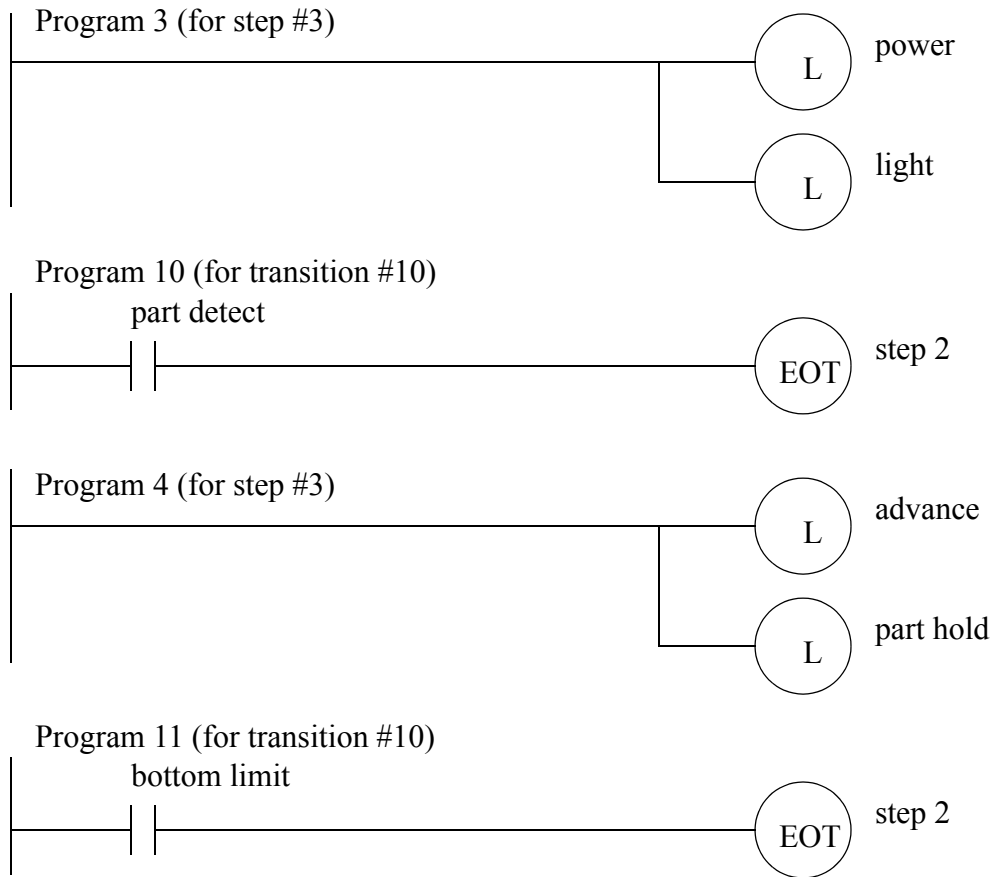 Program 3 (for step #3)
L
power
L
light
Program 10 (for transition #10)
part detect
EOT
step 2
Program 4 (for step #3)
L
advance
L
part hold
Program 11 (for transition #10)
bottom limit
EOT
step 2